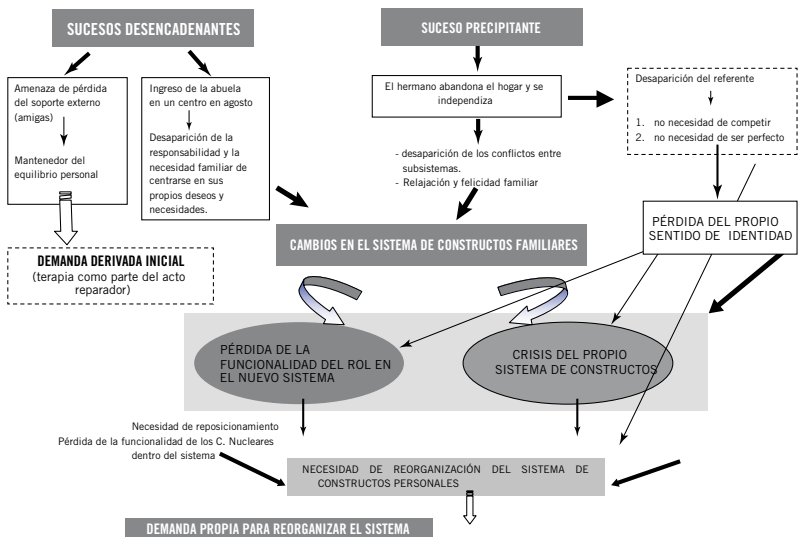 SUCESOS DESENCADENANTES
SUCESO PRECIPITANTE
Amenaza de pérdida
del soporte externo
(amigas)
Mantenedor del
equilibrio personal
Ingreso de la abuela
en un centro en agosto
Desaparición de la
responsabilidad y la
necesidad familiar de
centrarse en sus
propios deseos y
necesidades.
El hermano abandona el hogar y se
independiza
- desaparición de los conflictos entre
subsistemas.
- Relajación y felicidad familiar
Desaparición del referente
1. no necesidad de competir
2. no necesidad de ser perfecto
PÉRDIDA DEL PROPIO
SENTIDO DE IDENTIDAD
CAMBIOS EN EL SISTEMA DE CONSTRUCTOS FAMILIARES
DEMANDA DERIVADA INICIAL
(terapia como parte del acto
reparador)
PÉRDIDA DE LA
FUNCIONALIDAD DEL ROL EN
EL NUEVO SISTEMA
CRISIS DEL PROPIO
SISTEMA DE CONSTRUCTOS
Necesidad de reposicionamiento
Pérdida de la funcionalidad de los C. Nucleares
dentro del sistema
NECESIDAD DE REORGANIZACIÓN DEL SISTEMA DE
CONSTRUCTOS PERSONALES
DEMANDA PROPIA PARA REORGANIZAR EL SISTEMA